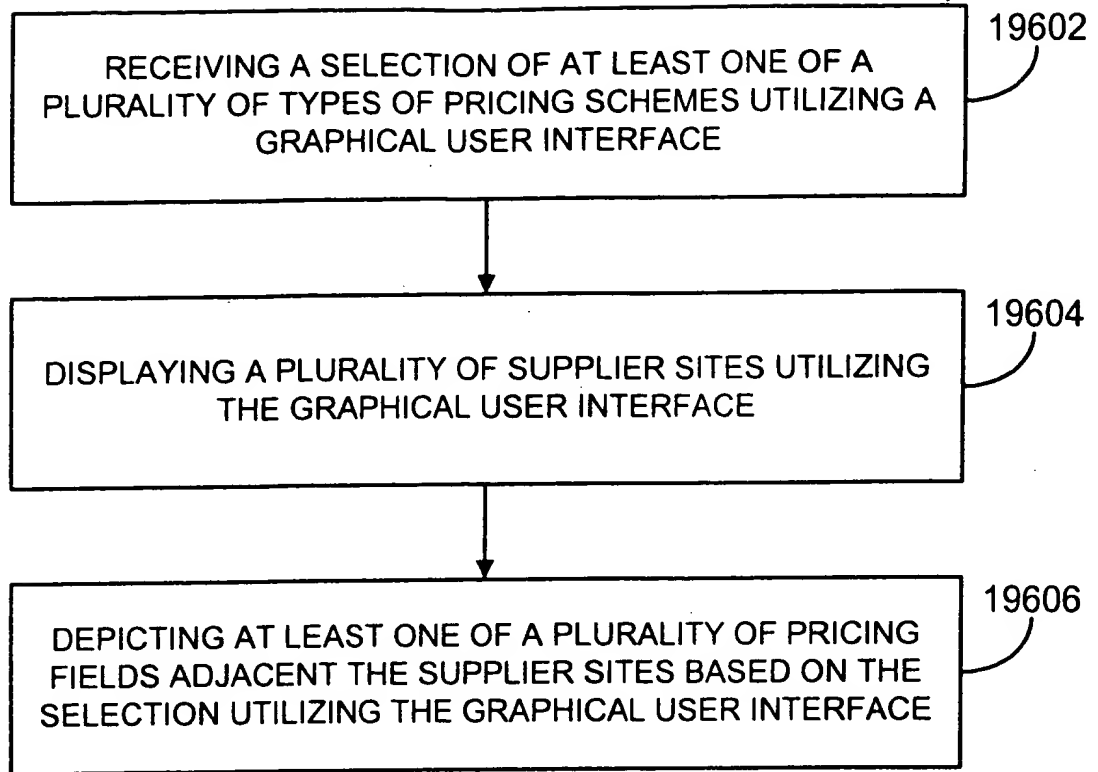 19602
RECEIVING A SELECTION OF AT LEAST ONE OF A
PLURALITY OF TYPES OF PRICING SCHEMES UTILIZING A
GRAPHICAL USER INTERFACE
19604
DISPLAYING A PLURALITY OF SUPPLIER SITES UTILIZING
THE GRAPHICAL USER INTERFACE
19606
DEPICTING AT LEAST ONE OF A PLURALITY OF PRICING
FIELDS ADJACENT THE SUPPLIER SITES BASED ON THE
SELECTION UTILIZING THE GRAPHICAL USER INTERFACE